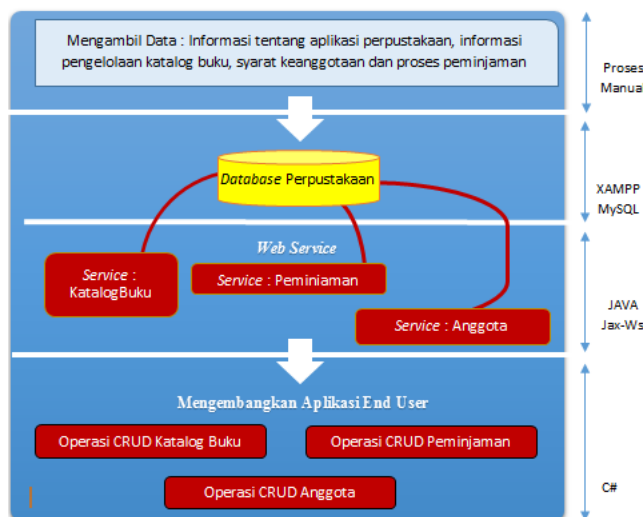 Mengambil Data : Informasi tentang aplikasi perpustakaan, informasi
pengelolaan katalog buku, syarat keanggotaan dan proses peminjaman
Proses
Manual
Database Perpustakaan
XAMPP
MySQL
Web Service
Service :
KatalogBuku
Service : Peminiaman
Service : Anggota
JAVA
Jax-Ws
Mengembangkan Aplikasi End User
Operasi CRUD Katalog Buku
Operasi CRUD Peminjaman
Operasi CRUD Anggota
C#